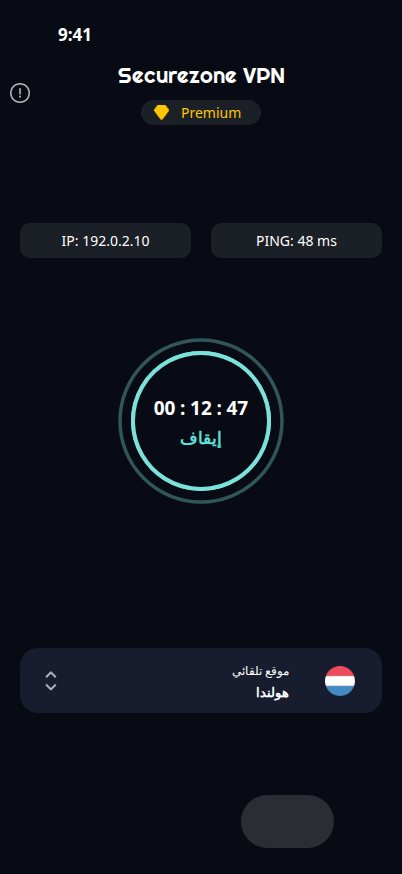 9:41
Securezone VPN
Premium
IP: 192.0.2.10
PING: 48 ms
00 : 12 : 47
إيقاف
موقع تلقائي
هولندا